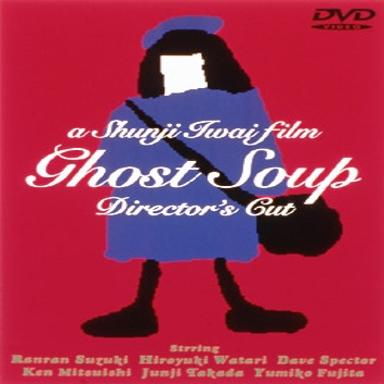 DVD
VIDEO
a Shunji Iwai film
Ghost Soup
Director's Cut
Strring
Ranran Suzuki Hiroyuki Watari Dave Spector
Ken Mitsuishi Junji Takada Yumiko Fujita